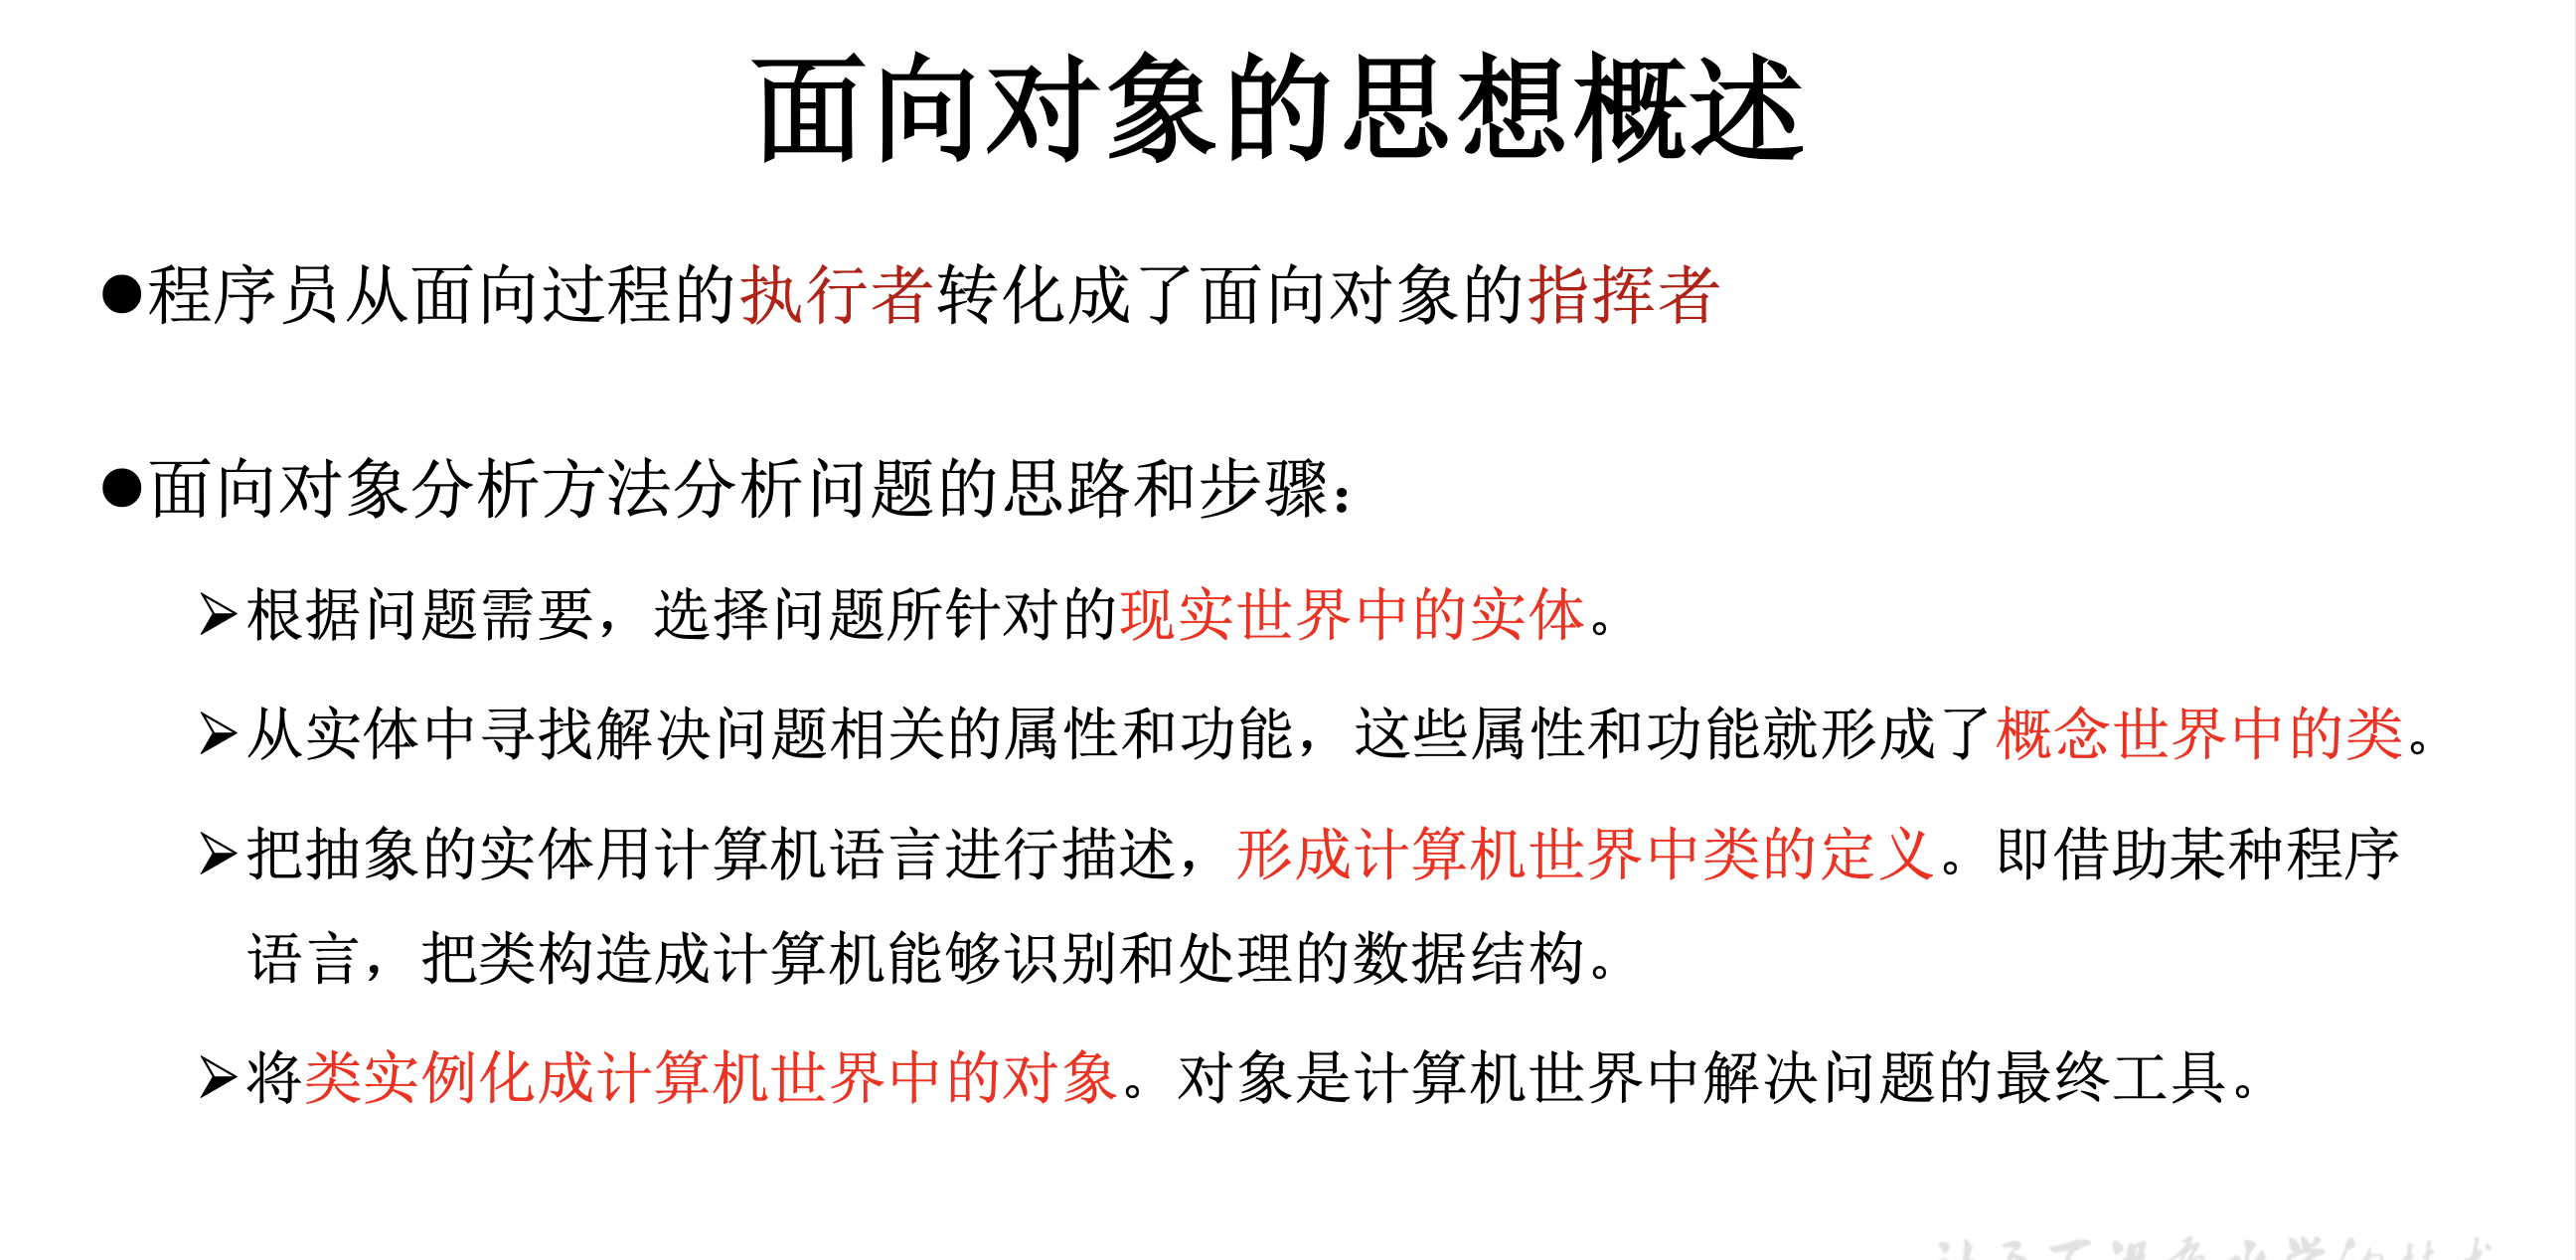 面向对象的思想概述
●程序员从面向过程的执行者转化成了面向对象的指挥者
●面向对象分析方法分析问题的思路和步骤：
➢根据问题需要，选择问题所针对的现实世界中的实体。
➢从实体中寻找解决问题相关的属性和功能，这些属性和功能就形成了概念世界中的类。
➢把抽象的实体用计算机语言进行描述，形成计算机世界中类的定义。即借助某种程序
语言，把类构造成计算机能够识别和处理的数据结构。
➢将类实例化成计算机世界中的对象。对象是计算机世界中解决问题的最终工具。